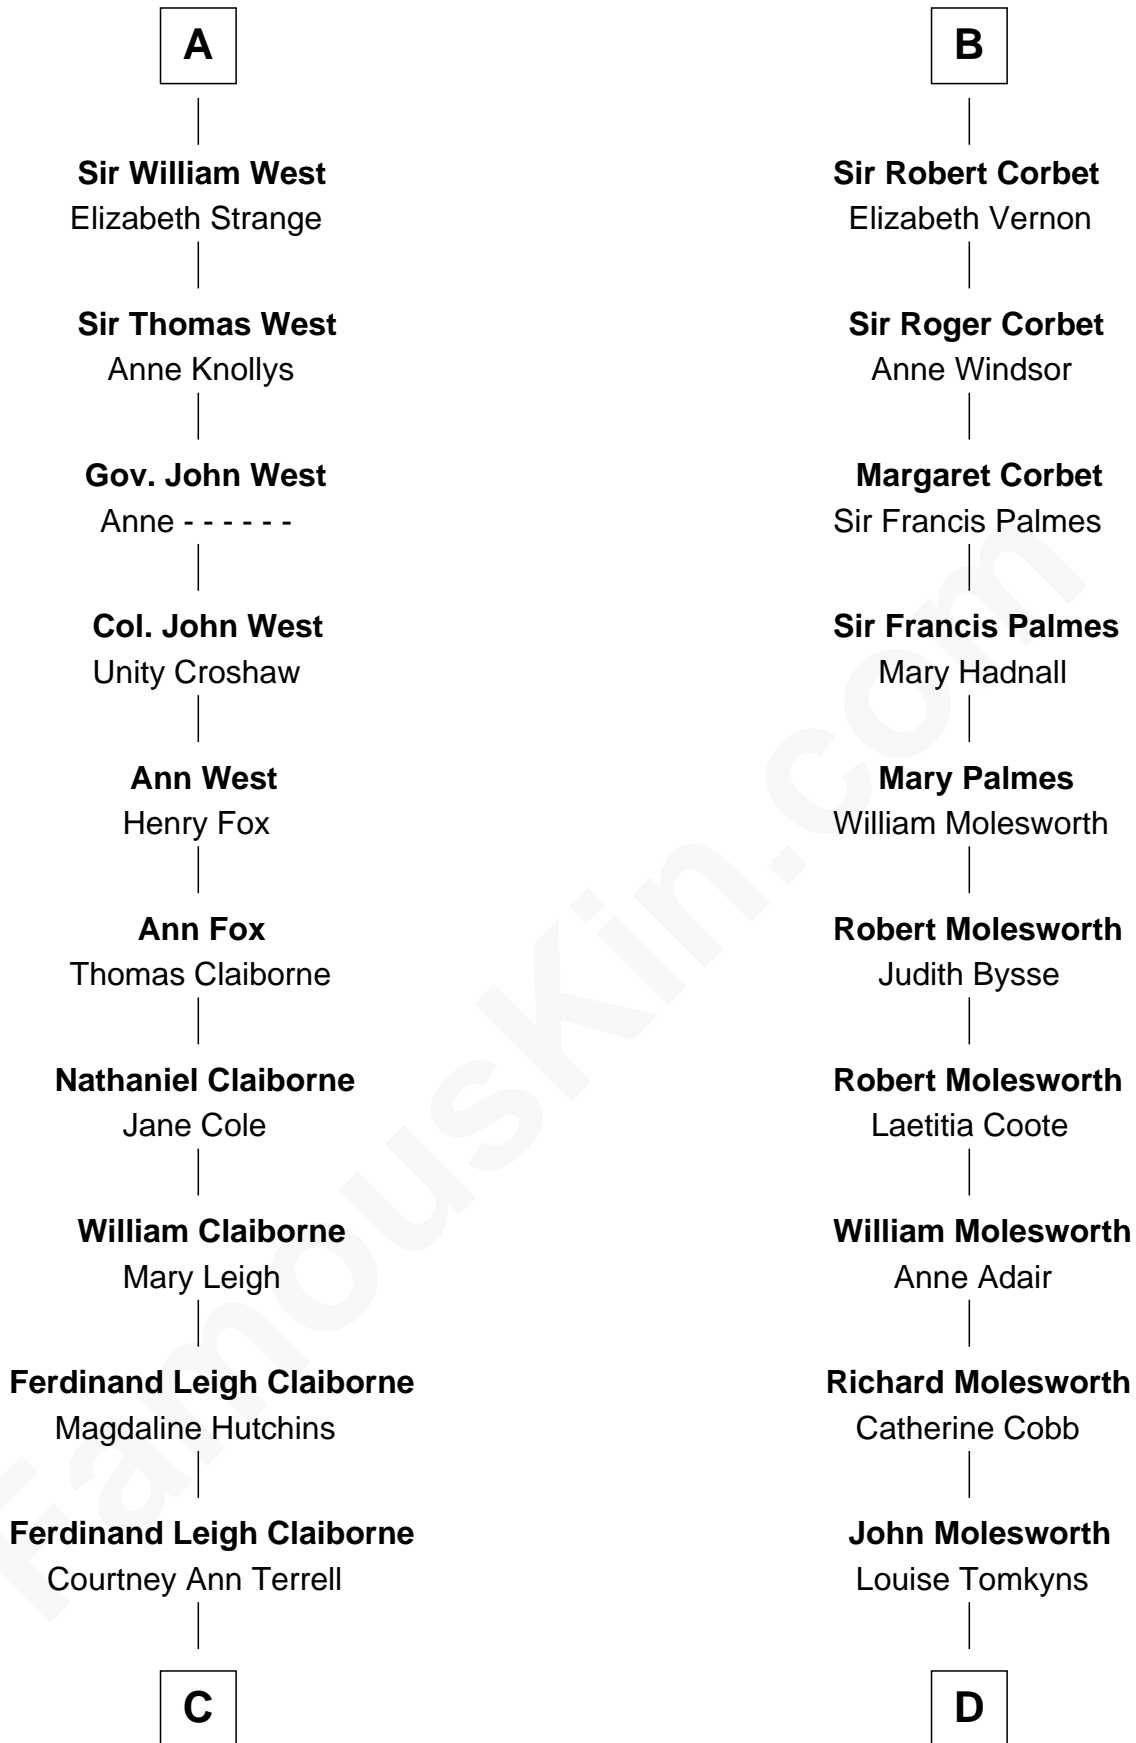 A
Sir William West
Elizabeth Strange
Sir Thomas West
Anne Knollys
Gov. John West
Anne - - - - - -
Col. John West
Unity Croshaw
Ann West
Henry Fox
Ann Fox
Thomas Claiborne
Nathaniel Claiborne
Jane Cole
William Claiborne
Mary Leigh
Ferdinand Leigh Claiborne
Magdaline Hutchins
Ferdinand Leigh Claiborne
Courtney Ann Terrell
C
B
Sir Robert Corbet
Elizabeth Vernon
Sir Roger Corbet
Anne Windsor
Margaret Corbet
Sir Francis Palmes
Sir Francis Palmes
Mary Hadnall
Mary Palmes
William Molesworth
Robert Molesworth
Judith Bysse
Robert Molesworth
Laetitia Coote
William Molesworth
Anne Adair
Richard Molesworth
Catherine Cobb
John Molesworth
Louise Tomkyns
D
FamousKin.com